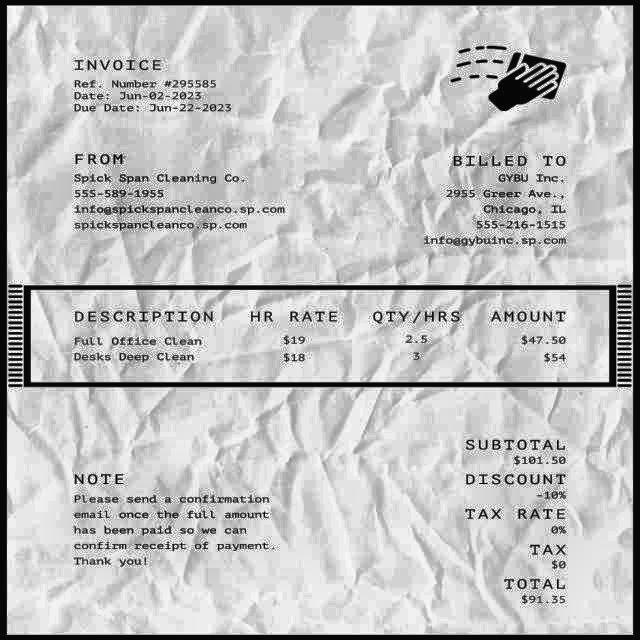 INVOICE
Ref. Number #295585
Date: Jun-02-2023
Due Date: Jun-22-2023
FROM
Spick Span Cleaning Co.
555-589-1955
info@spickspancleanco.sp.com
spickspancleanco.sp.com
BILLED TO
GYBU Inc.
2955 Greer Ave.,
Chicago, IL
555-216-1515
info@gybuinc.sp.com
DESCRIPTION HR RATE QTY/HRS AMOUNT
Full Office Clean $19 2.5 $47.50
Desks Deep Clean $18 3 $54
NOTE
Please send a confirmation
email once the full amount
has been paid so we can
confirm receipt of payment.
Thank you!
SUBTOTAL
$101.50
DISCOUNT
-10%
TAX RATE
0%
TAX
$0
TOTAL
$91.35